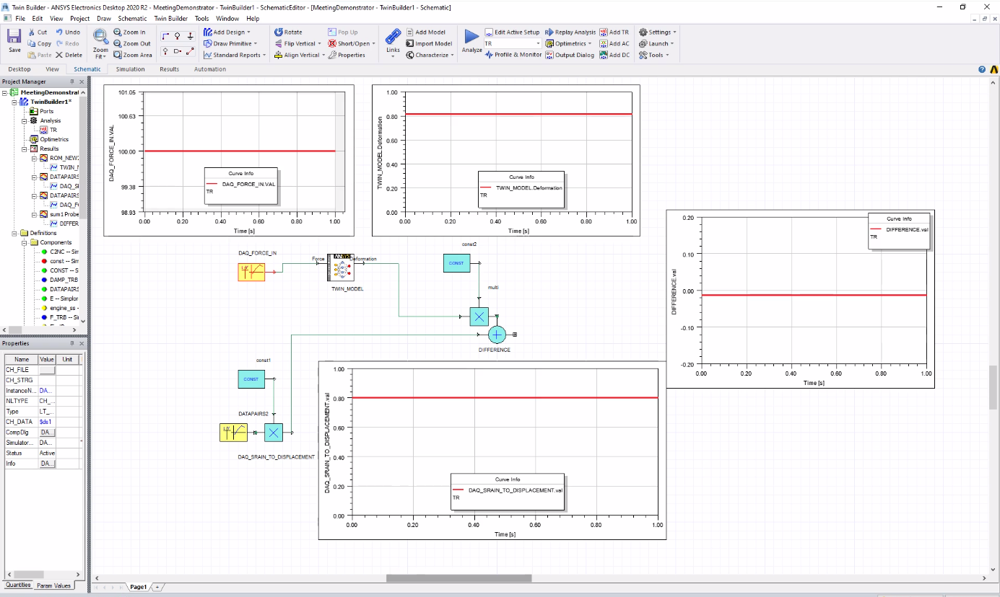 Twin Builder - ANSYS Electronics Desktop 2020 R2 - MeetingDemonstrator - TwinBuilder1 - SchematicEditor - [MeetingDemonstrator - TwinBuilder1 - Schematic]
File Edit View Project Draw Schematic Twin Builder Tools Window Help
Save Cut Undo Zoom Fit Zoom In Add Design Rotate Pop Up Links Add Model Analyze Edit Active Setup Replay Analysis Add TR Settings
Copy Redo Zoom Out Draw Primitive Flip Vertical Short/Open Import Model TR Optimetrics Add AC Launch
Paste Delete Zoom Area Standard Reports Align Vertical Properties Characterize Profile & Monitor Output Dialog Add DC Tools
Desktop View Schematic Simulation Results Automation
Project Manager
MeetingDemonstrat
TwinBuilder1*
Ports
Analysis
TR
Optimetrics
Results
ROM_NEW
TWIN_
DATAPAIRS
DAQ_S
DATAPAIRS
DAQ_F
sum1 Probe
DIFFER
Definitions
Components
C2NC -- Sim
const -- Sim
CONST -- S
DAMP_TRB
DATAPAIRS
E -- Simplor
engine_ss -
F_TRB -- Si
Properties
Name Value Unit
CH_FILE
CH_STRG
InstanceN... DA...
NLTYPE CH_...
Type LT_...
CH_DATA $ds1
CompDlg DA...
Simulator... DA...
Status Active
Info DA...
Quantities Param Values
Page1 +
DAQ_FORCE_IN.VAL
101.05
100.63
100.00
99.38
98.93
0.00 0.20 0.40 0.60 0.80 1.00
Time [s]
Curve Info
DAQ_FORCE_IN.VAL
TR
TWIN_MODEL.Deformation
1.00
0.80
0.60
0.40
0.20
0.00
0.00 0.20 0.40 0.60 0.80 1.00
Time [s]
Curve Info
TWIN_MODEL.Deformation
TR
DIFFERENCE.val
0.20
0.10
0.00
-0.10
-0.20
0.00 0.20 0.40 0.60 0.80 1.00
Time [s]
Curve Info
DIFFERENCE.val
TR
DAQ_FORCE_IN
Force
ANSYS
Deformation
TWIN_MODEL
const2
CONST
multi
DIFFERENCE
const1
CONST
DATAPAIRS2
DAQ_SRAIN_TO_DISPLACEMENT
DAQ_SRAIN_TO_DISPLACEMENT.val
1.00
0.80
0.60
0.40
0.20
0.00
0.00 0.20 0.40 0.60 0.80 1.00
Time [s]
Curve Info
DAQ_SRAIN_TO_DISPLACEMENT.val
TR